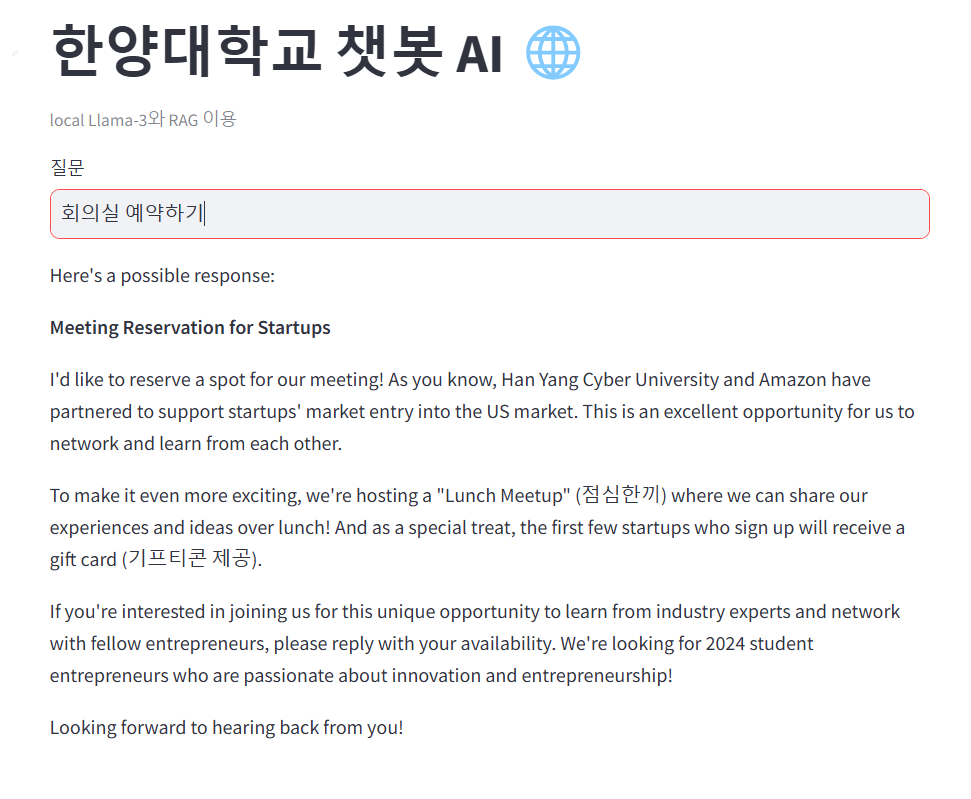 한양대학교 챗봇 AI
local Llama-3와 RAG 이용
질문
회의실 예약하기
Here's a possible response:
Meeting Reservation for Startups
I'd like to reserve a spot for our meeting! As you know, Han Yang Cyber University and Amazon have
partnered to support startups' market entry into the US market. This is an excellent opportunity for us to
network and learn from each other.
To make it even more exciting, we're hosting a "Lunch Meetup" (점심한끼) where we can share our
experiences and ideas over lunch! And as a special treat, the first few startups who sign up will receive a
gift card (기프티콘 제공).
If you're interested in joining us for this unique opportunity to learn from industry experts and network
with fellow entrepreneurs, please reply with your availability. We're looking for 2024 student
entrepreneurs who are passionate about innovation and entrepreneurship!
Looking forward to hearing back from you!